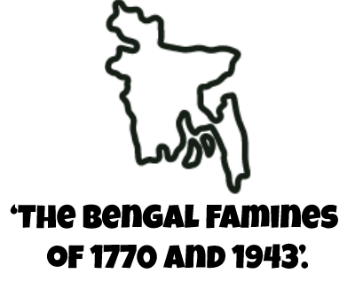 ‘The Bengal Famines
of 1770 and 1943’.